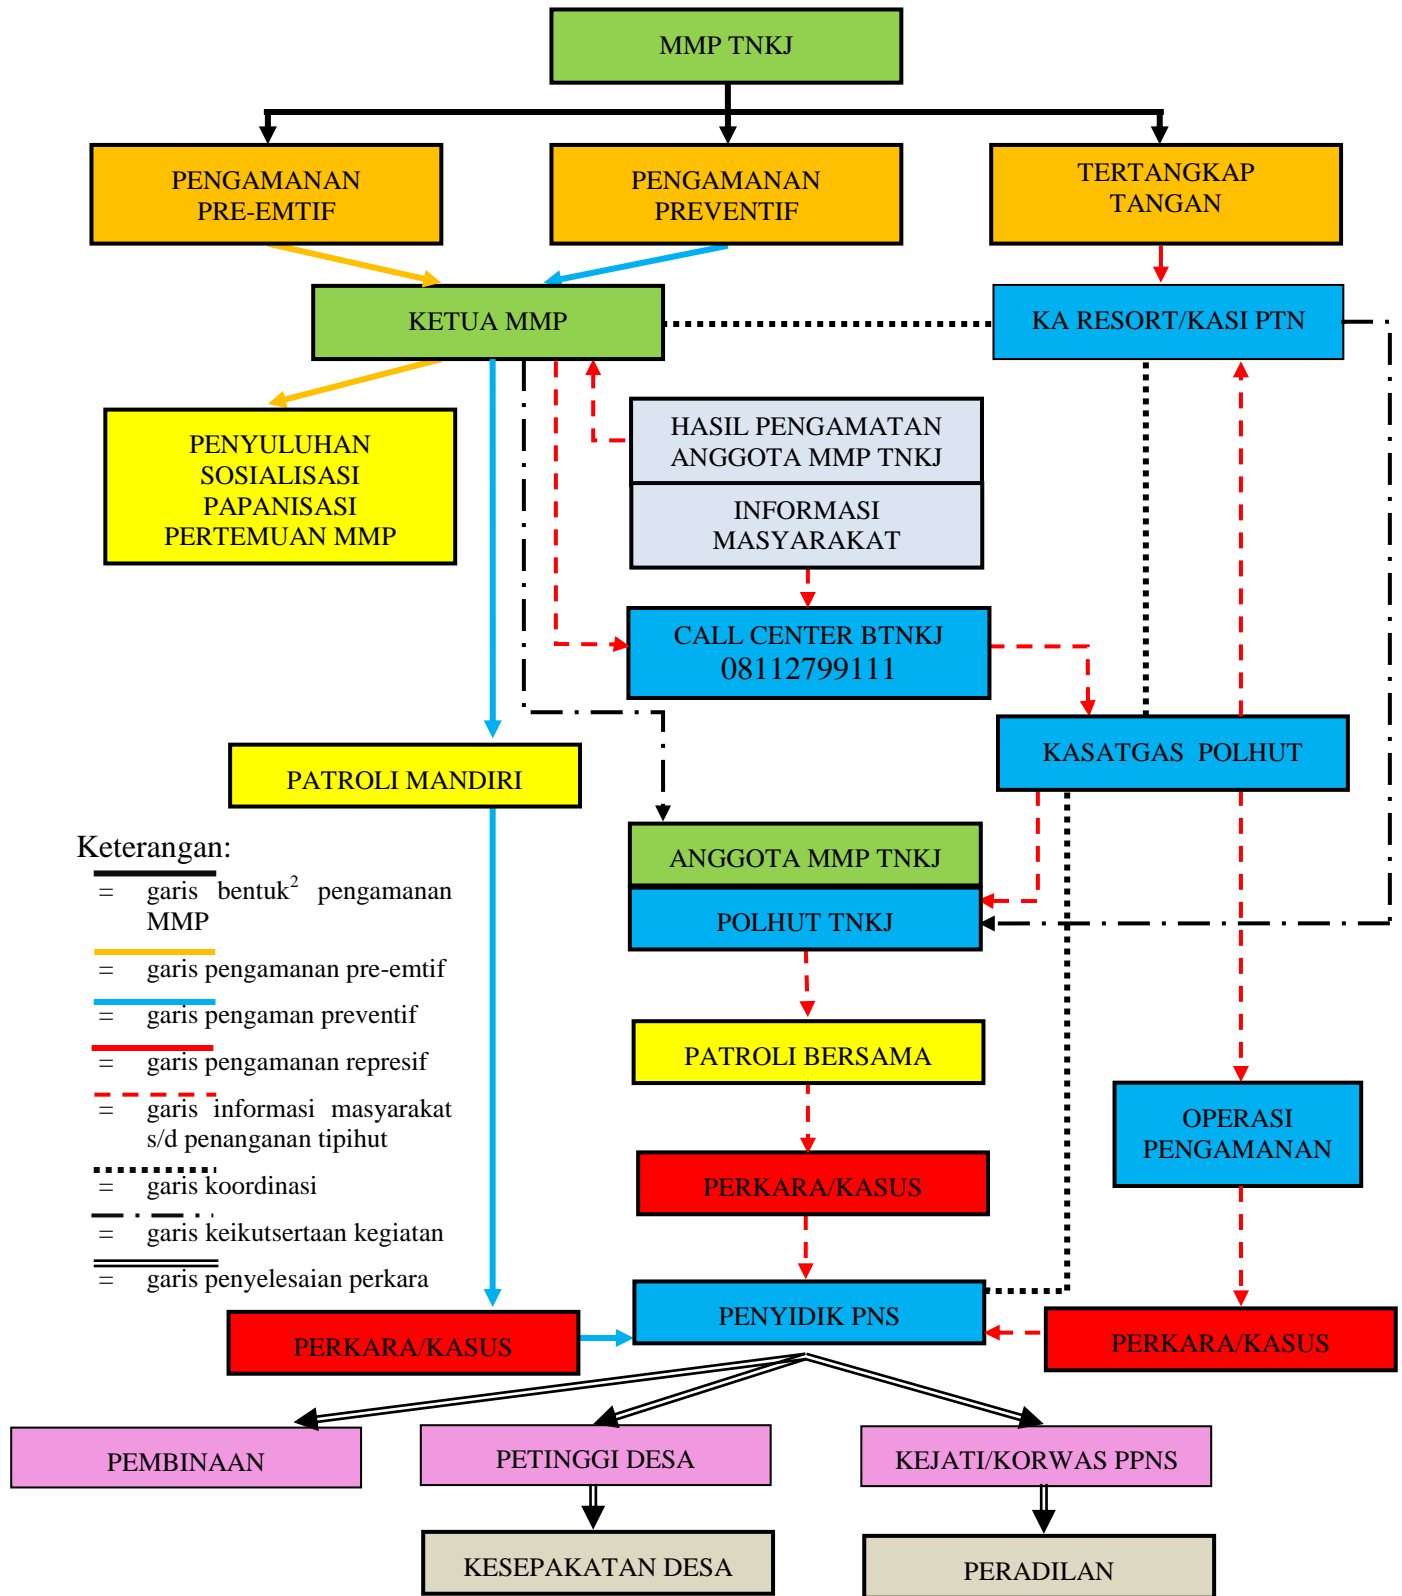 MMP TNKJ
PENGAMANAN
PRE-EMTIF
PENGAMANAN
PREVENTIF
TERTANGKAP
TANGAN
KETUA MMP
KA RESORT/KASI PTN
PENYULUHAN
SOSIALISASI
PAPANISASI
PERTEMUAN MMP
HASIL PENGAMATAN
ANGGOTA MMP TNKJ
INFORMASI
MASYARAKAT
CALL CENTER BTNKJ
08112799111
KASATGAS POLHUT
PATROLI MANDIRI
ANGGOTA MMP TNKJ
POLHUT TNKJ
Keterangan:
= garis bentuk² pengamanan
MMP
= garis pengamanan pre-emtif
= garis pengaman preventif
= garis pengamanan represif
= garis informasi masyarakat
s/d penanganan tipihut
= garis koordinasi
= garis keikutsertaan kegiatan
= garis penyelesaian perkara
PATROLI BERSAMA
OPERASI
PENGAMANAN
PERKARA/KASUS
PENYIDIK PNS
PERKARA/KASUS
PERKARA/KASUS
PEMBINAAN
PETINGGI DESA
KEJATI/KORWAS PPNS
KESEPAKATAN DESA
PERADILAN